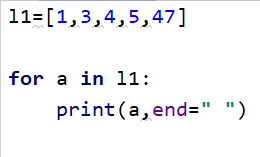 l1=[1,3,4,5,47]
for a in l1:
    print(a,end=" ")